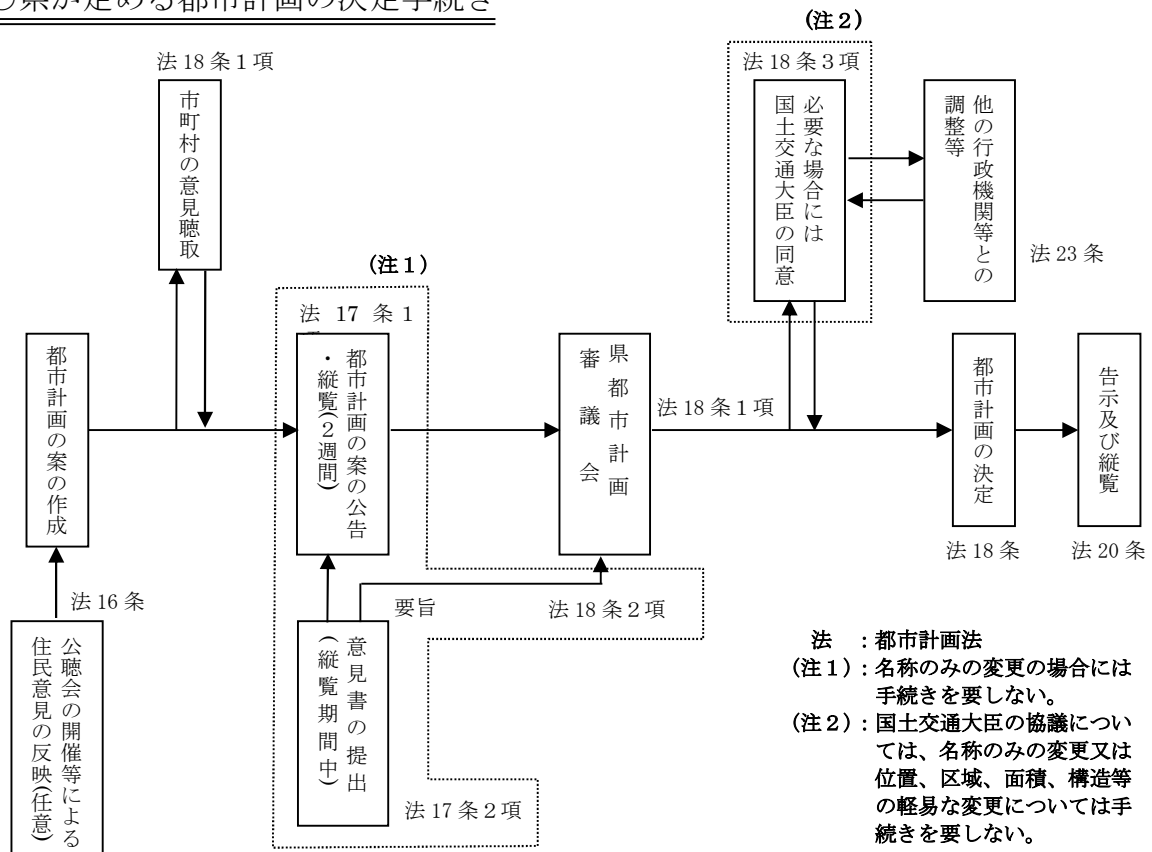 県が定める都市計画の決定手続き
(注2)
法18条1項
市町村の意見聴取
法18条3項
必要な場合には
国土交通大臣の同意
他の行政機関等との
調整等
法23条
(注1)
法17条1
都市計画の案の作成
都市計画の案の公告
・縦覧(2週間)
県都市計画
審議会
法18条1項
都市計画の決定
告示及び縦覧
法18条
法20条
法16条
公聴会の開催等による
住民意見の反映(任意)
要旨
法18条2項
意見書の提出
(縦覧期間中)
法17条2項
法 :都市計画法
(注1):名称のみの変更の場合には
手続きを要しない。
(注2):国土交通大臣の協議につい
ては、名称のみの変更又は
位置、区域、面積、構造等
の軽易な変更については手
続きを要しない。